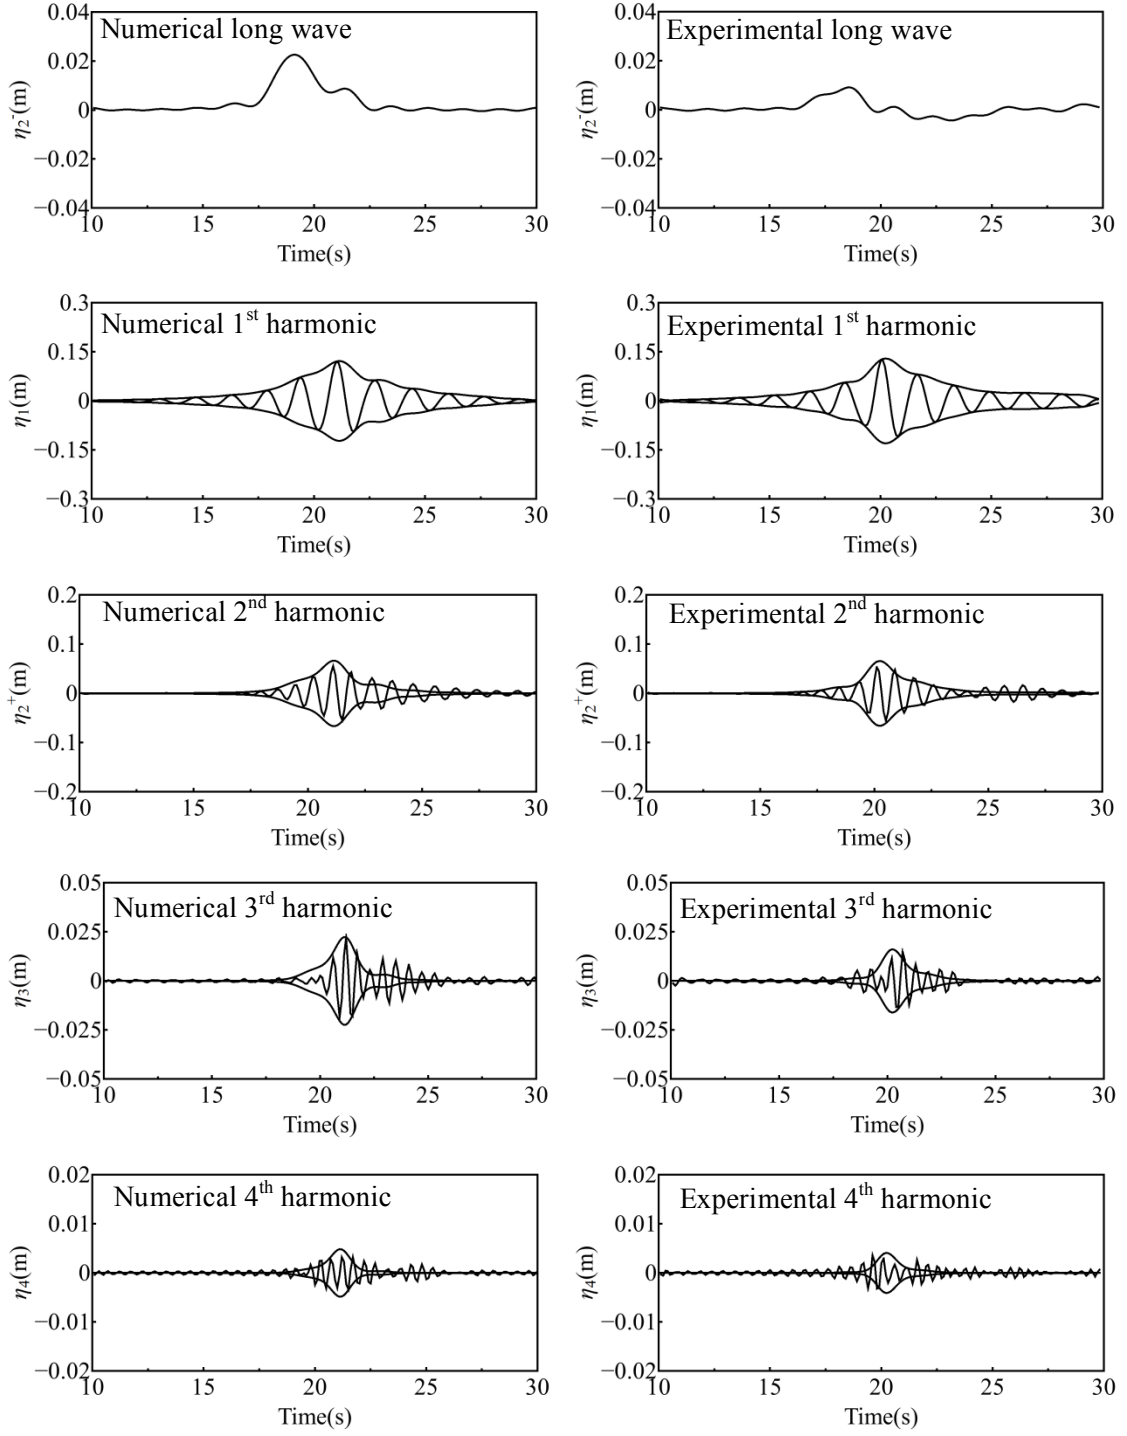 0.04
0.02
0
−0.02
−0.04
η₂⁻(m)
Numerical long wave
10 15 20 25 30
Time(s)
0.04
0.02
0
−0.02
−0.04
η₂⁻(m)
Experimental long wave
10 15 20 25 30
Time(s)
0.3
0.15
0
−0.15
−0.3
η₁(m)
Numerical 1ˢᵗ harmonic
10 15 20 25 30
Time(s)
0.3
0.15
0
−0.15
−0.3
η₁(m)
Experimental 1ˢᵗ harmonic
10 15 20 25 30
Time(s)
0.2
0.1
0
−0.1
−0.2
η₂⁺(m)
Numerical 2ⁿᵈ harmonic
10 15 20 25 30
Time(s)
0.2
0.1
0
−0.1
−0.2
η₂⁺(m)
Experimental 2ⁿᵈ harmonic
10 15 20 25 30
Time(s)
0.05
0.025
0
−0.025
−0.05
η₃(m)
Numerical 3ʳᵈ harmonic
10 15 20 25 30
Time(s)
0.05
0.025
0
−0.025
−0.05
η₃(m)
Experimental 3ʳᵈ harmonic
10 15 20 25 30
Time(s)
0.02
0.01
0
−0.01
−0.02
η₄(m)
Numerical 4ᵗʰ harmonic
10 15 20 25 30
Time(s)
0.02
0.01
0
−0.01
−0.02
η₄(m)
Experimental 4ᵗʰ harmonic
10 15 20 25 30
Time(s)